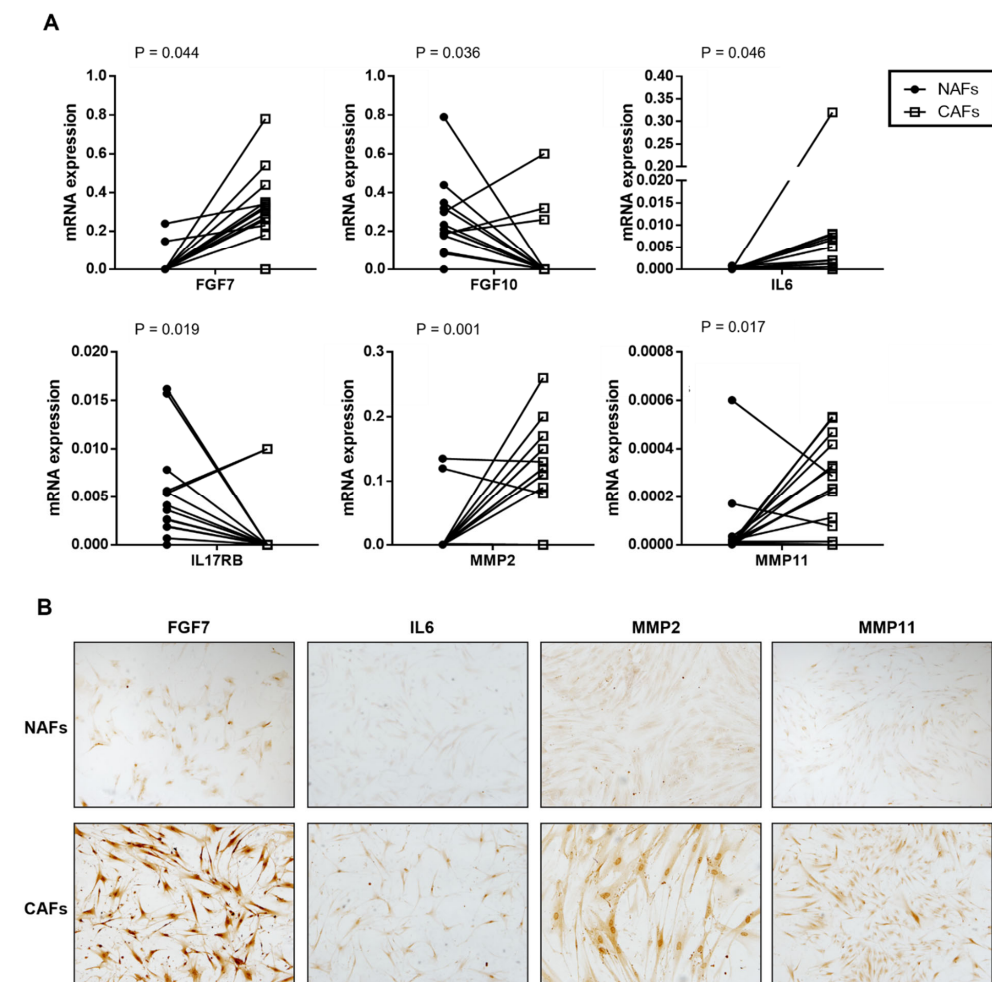 A
P = 0.044
P = 0.036
P = 0.046
NAFs
CAFs
mRNA expression
1.0
0.8
0.6
0.4
0.2
0.0
FGF7
mRNA expression
1.0
0.8
0.6
0.4
0.2
0.0
FGF10
mRNA expression
0.40
0.35
0.30
0.25
0.20
0.020
0.015
0.010
0.005
0.000
IL6
P = 0.019
P = 0.001
P = 0.017
mRNA expression
0.020
0.015
0.010
0.005
0.000
IL17RB
mRNA expression
0.3
0.2
0.1
0.0
MMP2
mRNA expression
0.0008
0.0006
0.0004
0.0002
0.0000
MMP11
B
FGF7 IL6 MMP2 MMP11
NAFs
CAFs